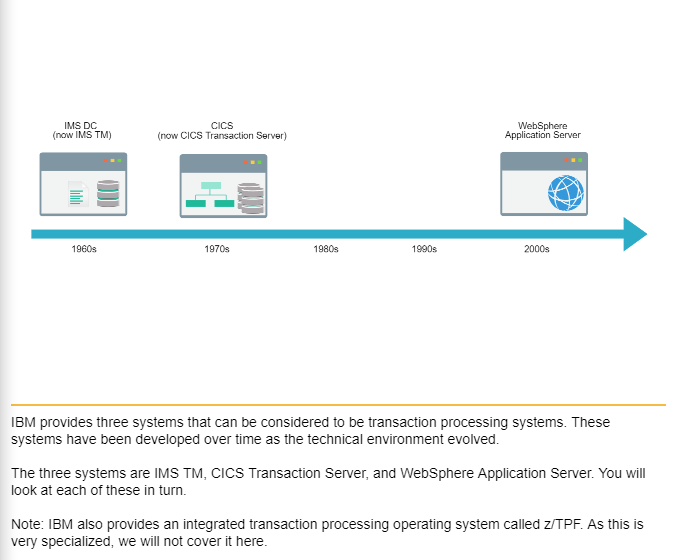 IMS DC
(now IMS TM)
CICS
(now CICS Transaction Server)
WebSphere
Application Server
1960s
1970s
1980s
1990s
2000s
IBM provides three systems that can be considered to be transaction processing systems. These
systems have been developed over time as the technical environment evolved.
The three systems are IMS TM, CICS Transaction Server, and WebSphere Application Server. You will
look at each of these in turn.
Note: IBM also provides an integrated transaction processing operating system called z/TPF. As this is
very specialized, we will not cover it here.